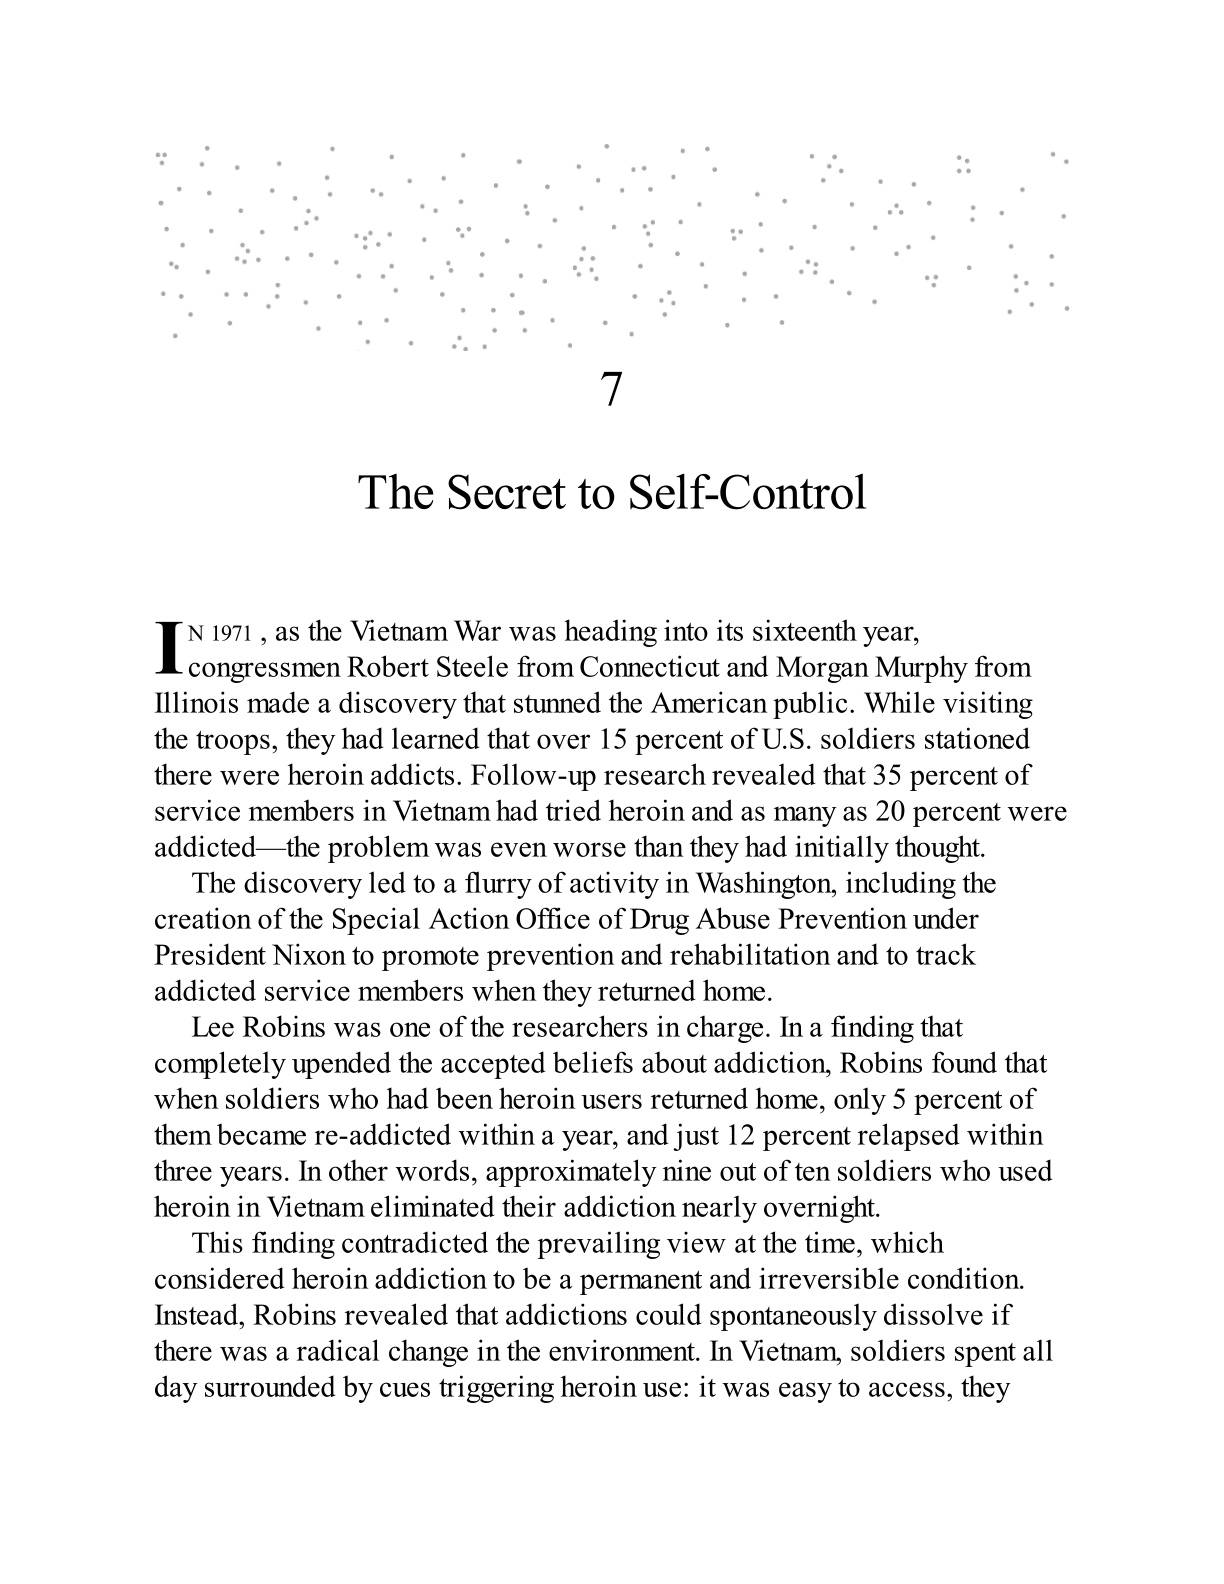 7
The Secret to Self-Control
IN 1971 , as the Vietnam War was heading into its sixteenth year,
congressmen Robert Steele from Connecticut and Morgan Murphy from
Illinois made a discovery that stunned the American public. While visiting
the troops, they had learned that over 15 percent of U.S. soldiers stationed
there were heroin addicts. Follow-up research revealed that 35 percent of
service members in Vietnam had tried heroin and as many as 20 percent were
addicted—the problem was even worse than they had initially thought.
The discovery led to a flurry of activity in Washington, including the
creation of the Special Action Office of Drug Abuse Prevention under
President Nixon to promote prevention and rehabilitation and to track
addicted service members when they returned home.
Lee Robins was one of the researchers in charge. In a finding that
completely upended the accepted beliefs about addiction, Robins found that
when soldiers who had been heroin users returned home, only 5 percent of
them became re-addicted within a year, and just 12 percent relapsed within
three years. In other words, approximately nine out of ten soldiers who used
heroin in Vietnam eliminated their addiction nearly overnight.
This finding contradicted the prevailing view at the time, which
considered heroin addiction to be a permanent and irreversible condition.
Instead, Robins revealed that addictions could spontaneously dissolve if
there was a radical change in the environment. In Vietnam, soldiers spent all
day surrounded by cues triggering heroin use: it was easy to access, they